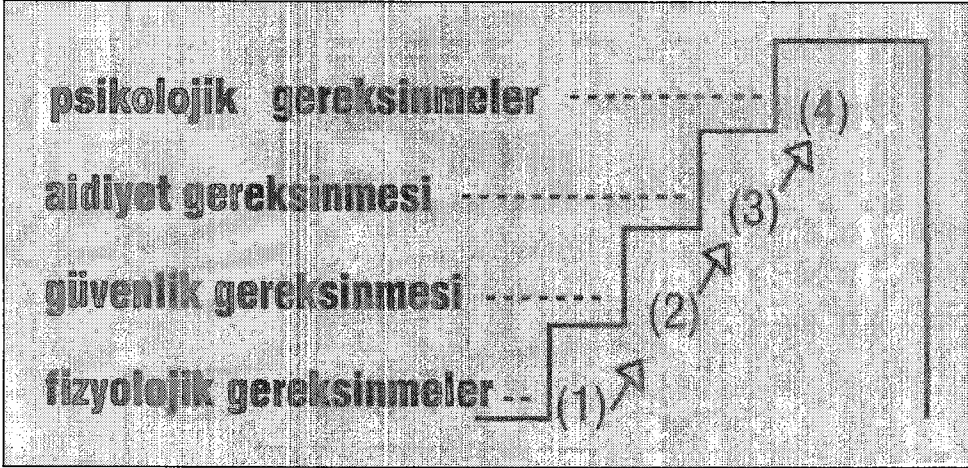 psikolojik gereksinmeler (4)
aidiyet gereksinmesi (3)
güvenlik gereksinmesi (2)
fizyolojik gereksinmeler (1)